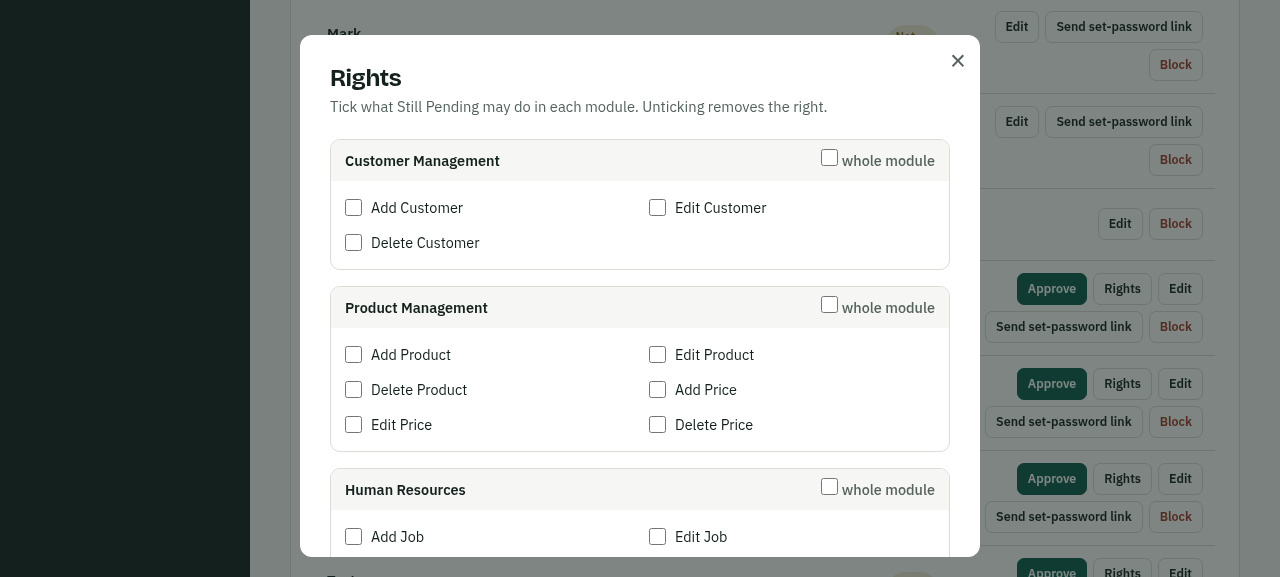 Mark
Edit Send set-password link
Block
Rights
Tick what Still Pending may do in each module. Unticking removes the right.
Edit Send set-password link
Block
Customer Management whole module
Add Customer Edit Customer
Delete Customer
Edit Block
Product Management whole module
Approve Rights Edit
Send set-password link Block
Add Product Edit Product
Delete Product Add Price
Edit Price Delete Price
Approve Rights Edit
Send set-password link Block
Human Resources whole module
Approve Rights Edit
Send set-password link Block
Add Job Edit Job
Approve Rights Edit